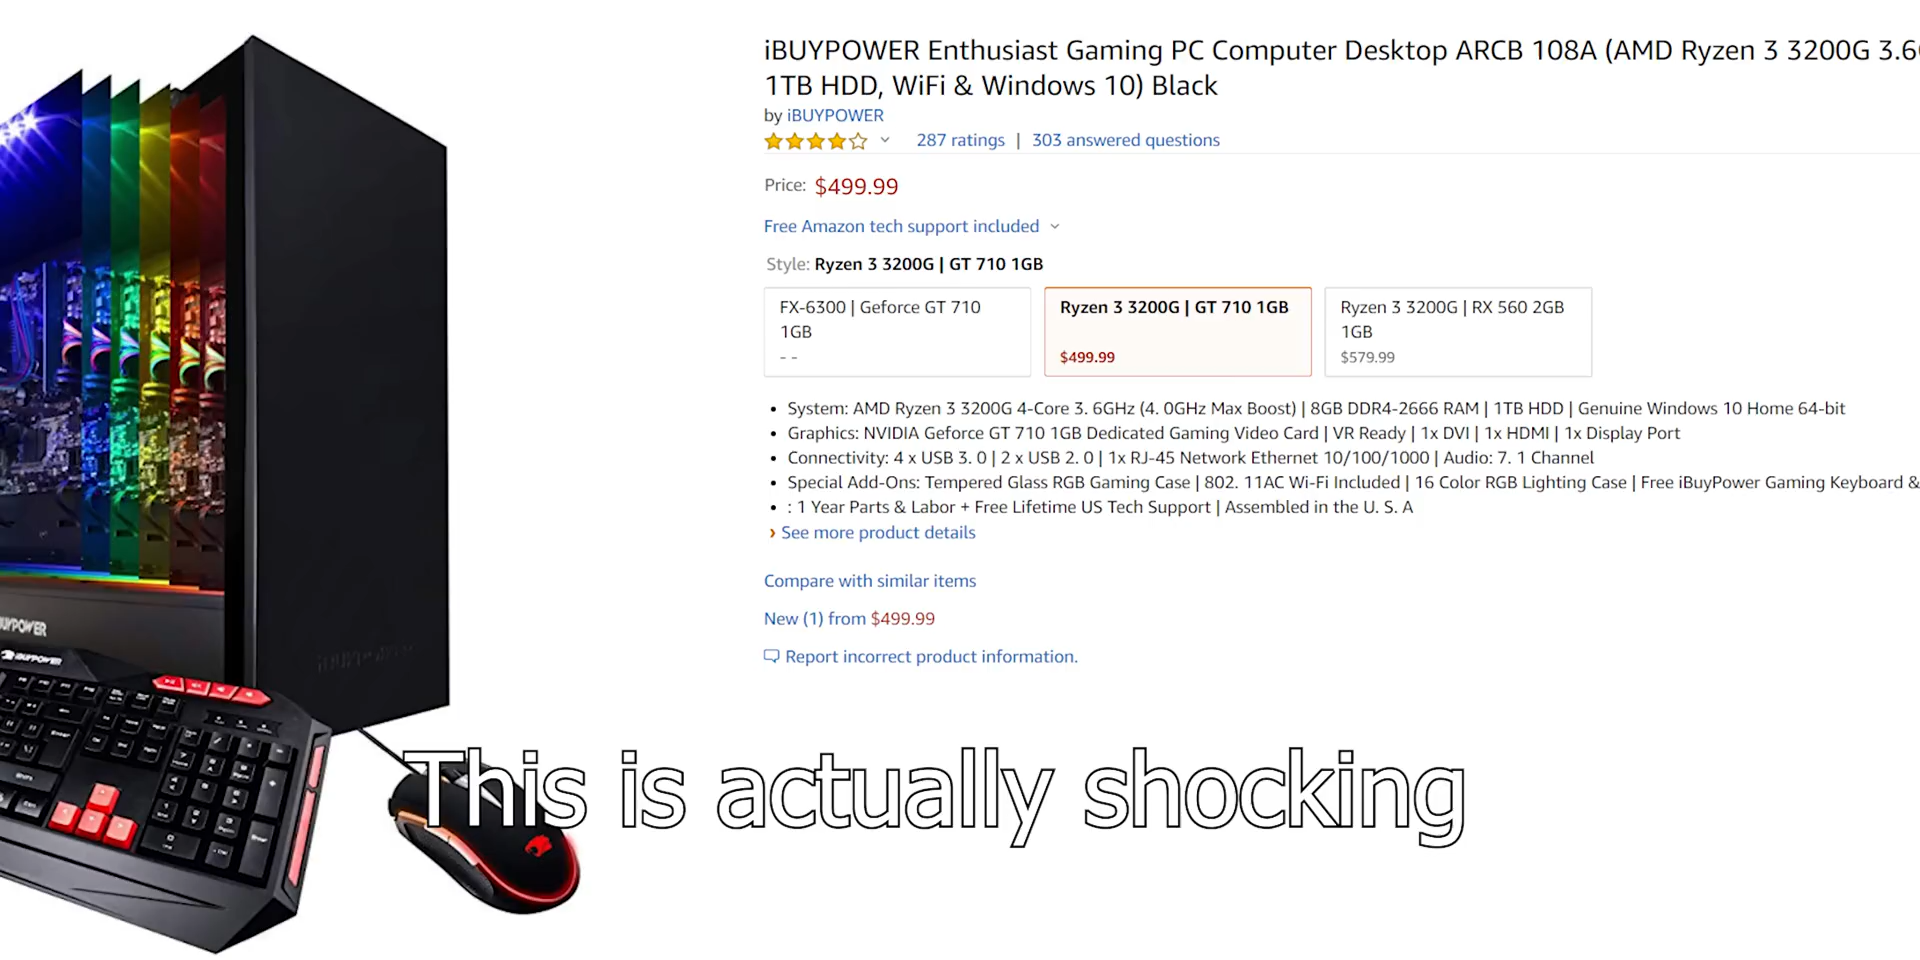 iBUYPOWER Enthusiast Gaming PC Computer Desktop ARCB 108A (AMD Ryzen 3 3200G 3.6
1TB HDD, WiFi & Windows 10) Black
by iBUYPOWER
287 ratings | 303 answered questions
Price: $499.99
Free Amazon tech support included
Style: Ryzen 3 3200G | GT 710 1GB
FX-6300 | Geforce GT 710
1GB
- -
Ryzen 3 3200G | GT 710 1GB
$499.99
Ryzen 3 3200G | RX 560 2GB
1GB
$579.99
• System: AMD Ryzen 3 3200G 4-Core 3. 6GHz (4. 0GHz Max Boost) | 8GB DDR4-2666 RAM | 1TB HDD | Genuine Windows 10 Home 64-bit
• Graphics: NVIDIA Geforce GT 710 1GB Dedicated Gaming Video Card | VR Ready | 1x DVI | 1x HDMI | 1x Display Port
• Connectivity: 4 x USB 3. 0 | 2 x USB 2. 0 | 1x RJ-45 Network Ethernet 10/100/1000 | Audio: 7. 1 Channel
• Special Add-Ons: Tempered Glass RGB Gaming Case | 802. 11AC Wi-Fi Included | 16 Color RGB Lighting Case | Free iBuyPower Gaming Keyboard &
• : 1 Year Parts & Labor + Free Lifetime US Tech Support | Assembled in the U. S. A
› See more product details
Compare with similar items
New (1) from $499.99
Report incorrect product information.
BUYPOWER
iBUYPOWER
This is actually shocking